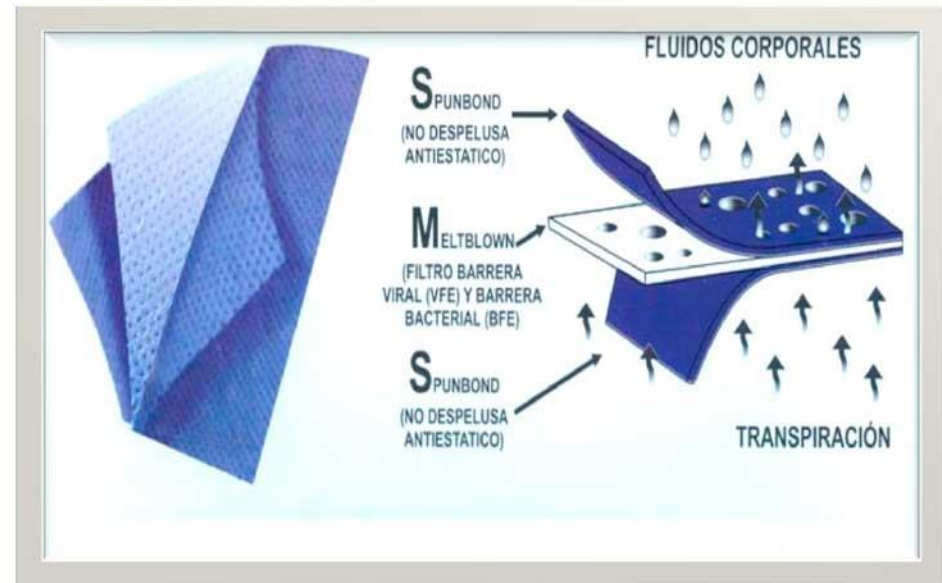 FLUIDOS CORPORALES
SPUNBOND
(NO DESPELUSA
ANTIESTATICO)
MELTBLOWN
(FILTRO BARRERA
VIRAL (VFE) Y BARRERA
BACTERIAL (BFE)
SPUNBOND
(NO DESPELUSA
ANTIESTATICO)
TRANSPIRACIÓN